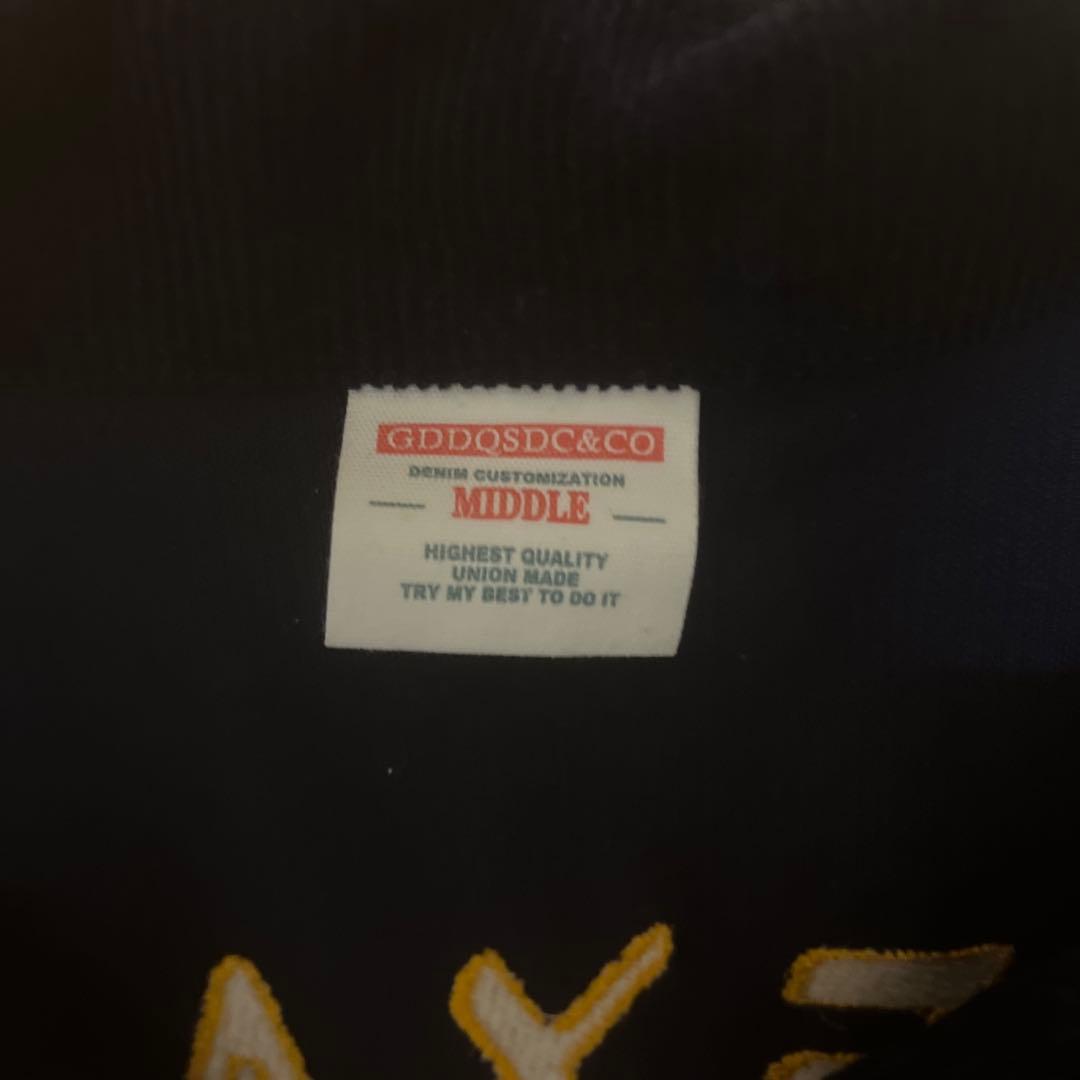 GDDQSDC&CO
DENIM CUSTOMIZATION
MIDDLE
HIGHEST QUALITY
UNION MADE
TRY MY BEST TO DO IT